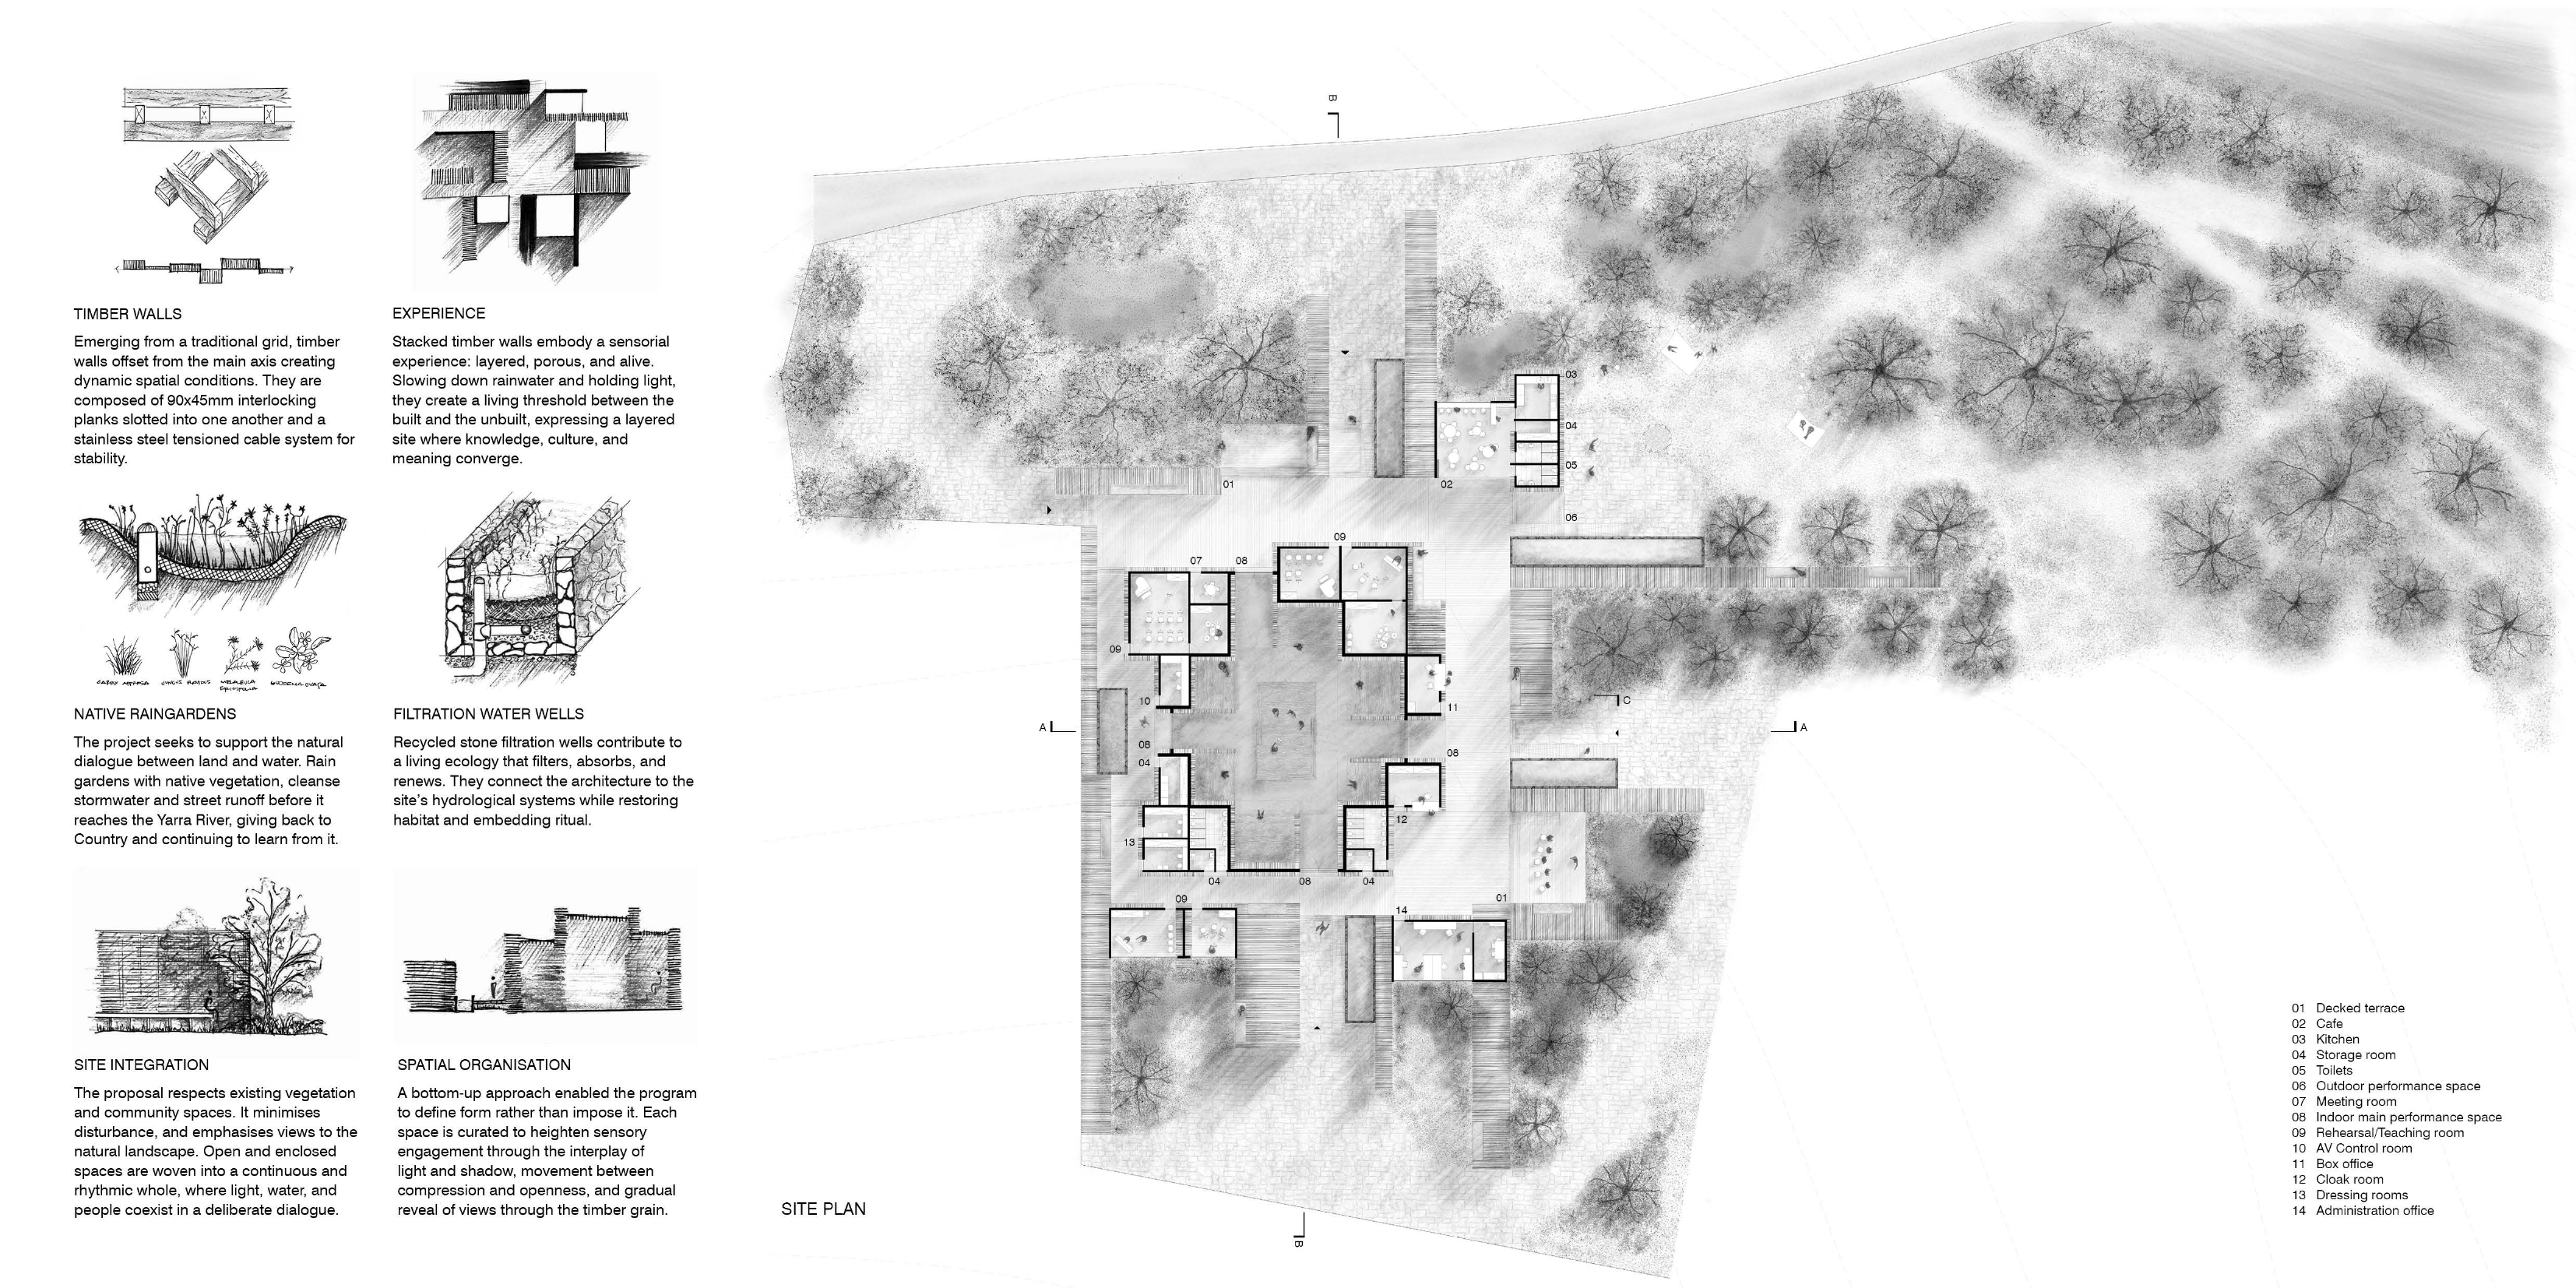 TIMBER WALLS
Emerging from a traditional grid, timber
walls offset from the main axis creating
dynamic spatial conditions. They are
composed of 90x45mm interlocking
planks slotted into one another and a
stainless steel tensioned cable system for
stability.
EXPERIENCE
Stacked timber walls embody a sensorial
experience: layered, porous, and alive.
Slowing down rainwater and holding light,
they create a living threshold between the
built and the unbuilt, expressing a layered
site where knowledge, culture, and
meaning converge.
NATIVE RAINGARDENS
The project seeks to support the natural
dialogue between land and water. Rain
gardens with native vegetation, cleanse
stormwater and street runoff before it
reaches the Yarra River, giving back to
Country and continuing to learn from it.
FILTRATION WATER WELLS
Recycled stone filtration wells contribute to
a living ecology that filters, absorbs, and
renews. They connect the architecture to the
site's hydrological systems while restoring
habitat and embedding ritual.
SITE INTEGRATION
The proposal respects existing vegetation
and community spaces. It minimises
disturbance, and emphasises views to the
natural landscape. Open and enclosed
spaces are woven into a continuous and
rhythmic whole, where light, water, and
people coexist in a deliberate dialogue.
SPATIAL ORGANISATION
A bottom-up approach enabled the program
to define form rather than impose it. Each
space is curated to heighten sensory
engagement through the interplay of
light and shadow, movement between
compression and openness, and gradual
reveal of views through the timber grain.
SITE PLAN
B
03
04
05
01
02
06
09
07
08
09
10
11
C
A
A
08
08
04
12
13
04
08
04
09
01
14
B
01 Decked terrace
02 Cafe
03 Kitchen
04 Storage room
05 Toilets
06 Outdoor performance space
07 Meeting room
08 Indoor main performance space
09 Rehearsal/Teaching room
10 AV Control room
11 Box office
12 Cloak room
13 Dressing rooms
14 Administration office